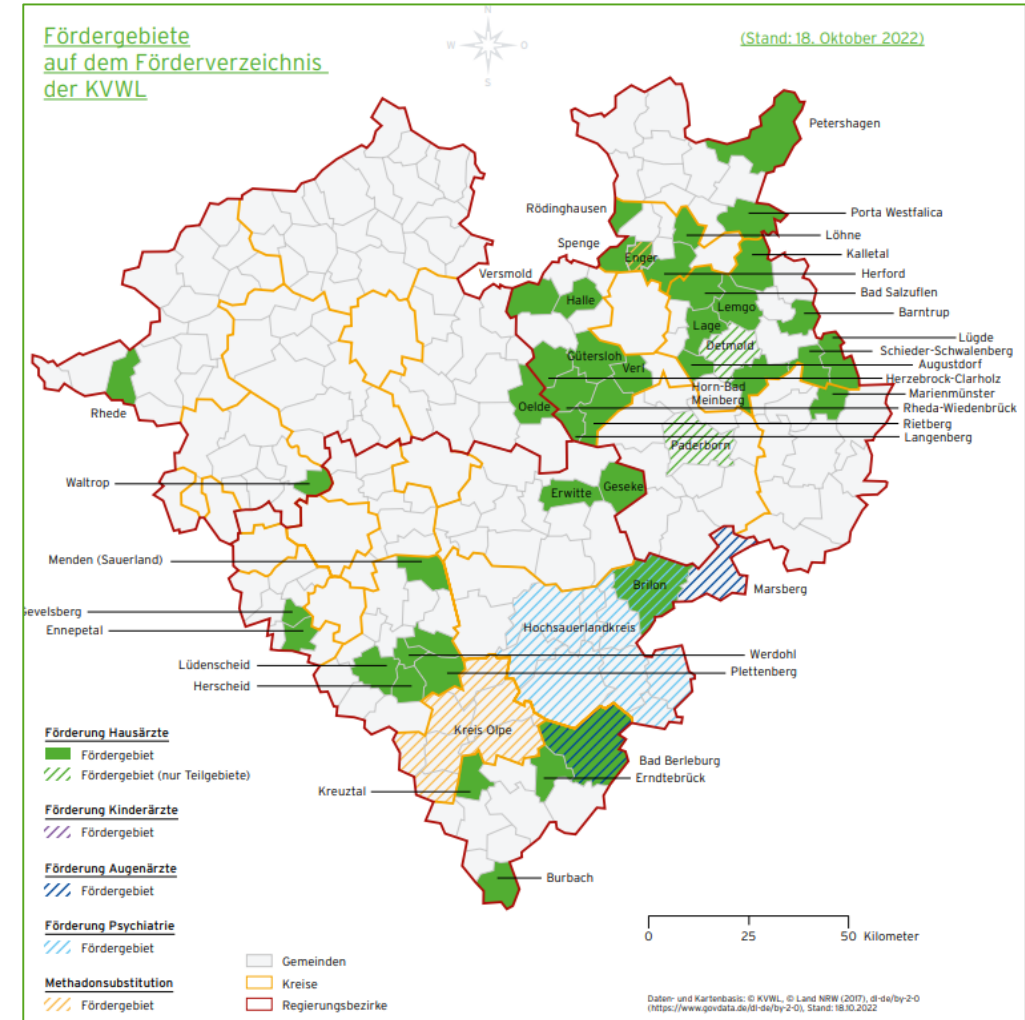 Fördergebiete
auf dem Förderverzeichnis
der KVWL
(Stand: 18. Oktober 2022)
N
W
O
S
Petershagen
Rödinghausen
Porta Westfalica
Löhne
Spenge
Enger
Kalletal
Versmold
Herford
Halle
Bad Salzuflen
Lemgo
Barntrup
Lage
Detmold
Lügde
Schieder-Schwalenberg
Gütersloh
Verl
Augustdorf
Herzebrock-Clarholz
Horn-Bad
Meinberg
Marienmünster
Oelde
Rheda-Wiedenbrück
Rhede
Rietberg
Langenberg
Paderborn
Waltrop
Erwitte
Geseke
Menden (Sauerland)
Brilon
Marsberg
Gevelsberg
Ennepetal
Hochsauerlandkreis
Werdohl
Lüdenscheid
Plettenberg
Herscheid
Kreis Olpe
Bad Berleburg
Erndtebrück
Kreuztal
Burbach
Förderung Hausärzte
Fördergebiet
Fördergebiet (nur Teilgebiete)
Förderung Kinderärzte
Fördergebiet
Förderung Augenärzte
Fördergebiet
Förderung Psychiatrie
Fördergebiet
Methadonsubstitution
Fördergebiet
Gemeinden
Kreise
Regierungsbezirke
0 25 50 Kilometer
Daten- und Kartenbasis: © KVWL, © Land NRW (2017), dl-de/by-2-0
(https://www.govdata.de/dl-de/by-2-0), Stand: 18.10.2022